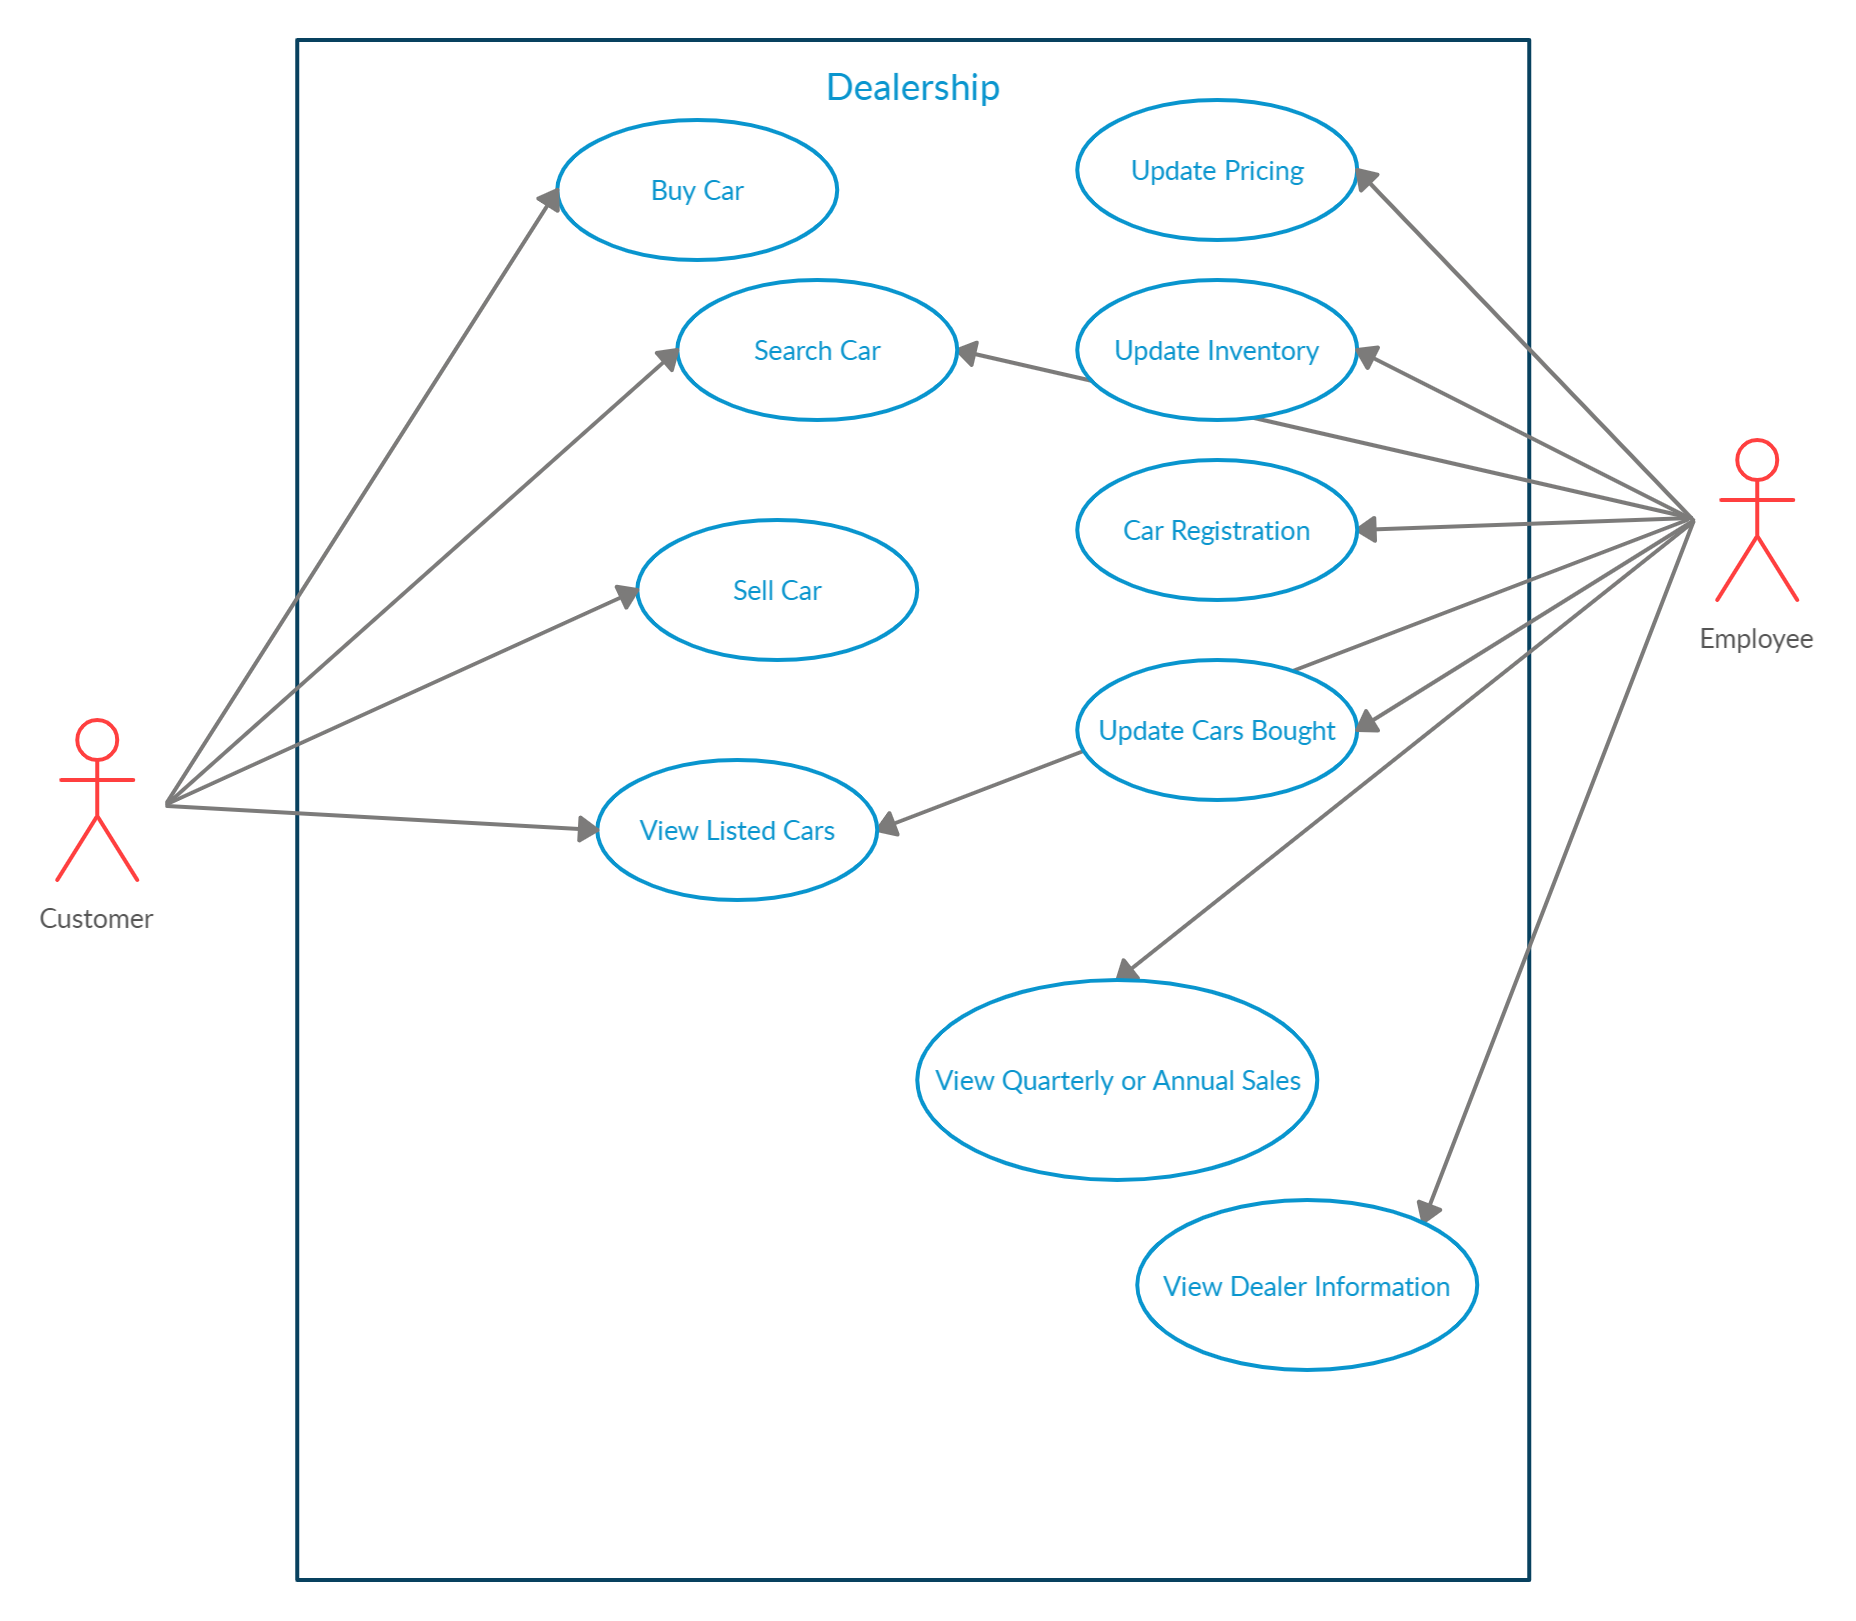 Dealership
Buy Car
Update Pricing
Search Car
Update Inventory
Car Registration
Sell Car
Employee
Update Cars Bought
View Listed Cars
Customer
View Quarterly or Annual Sales
View Dealer Information